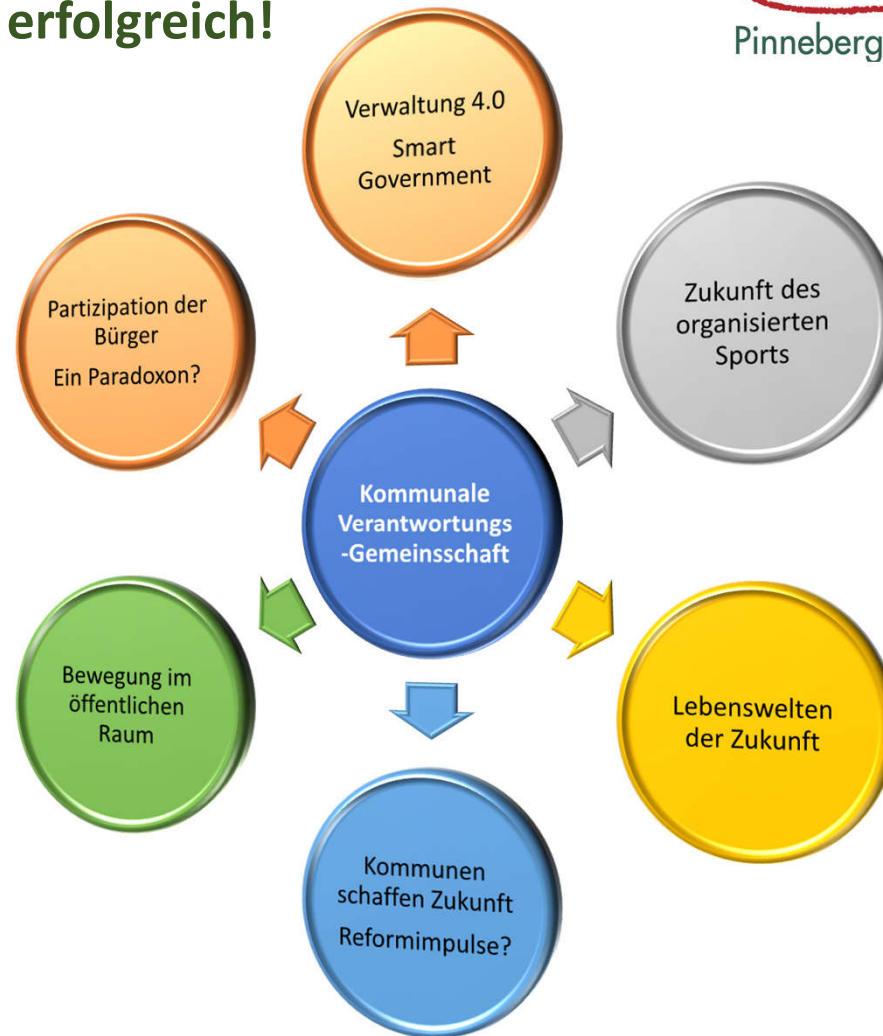 erfolgreich!
Pinneberg
Verwaltung 4.0
Smart
Government
Zukunft des
organisierten
Sports
Lebenswelten
der Zukunft
Kommunen
schaffen Zukunft
Reformimpulse?
Bewegung im
öffentlichen
Raum
Partizipation der
Bürger
Ein Paradoxon?
Kommunale
Verantwortungs
-Gemeinsschaft